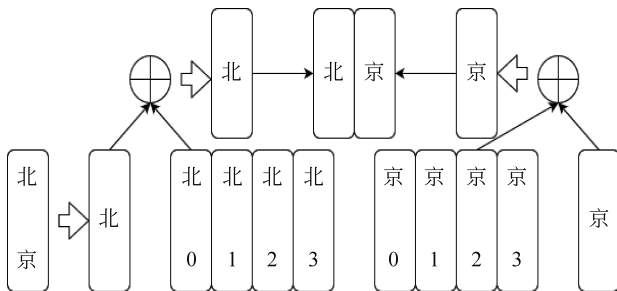 北 北 京 京
北 北 北 北 北 京 京 京 京
北 京
京 0 1 2 3 0 1 2 3